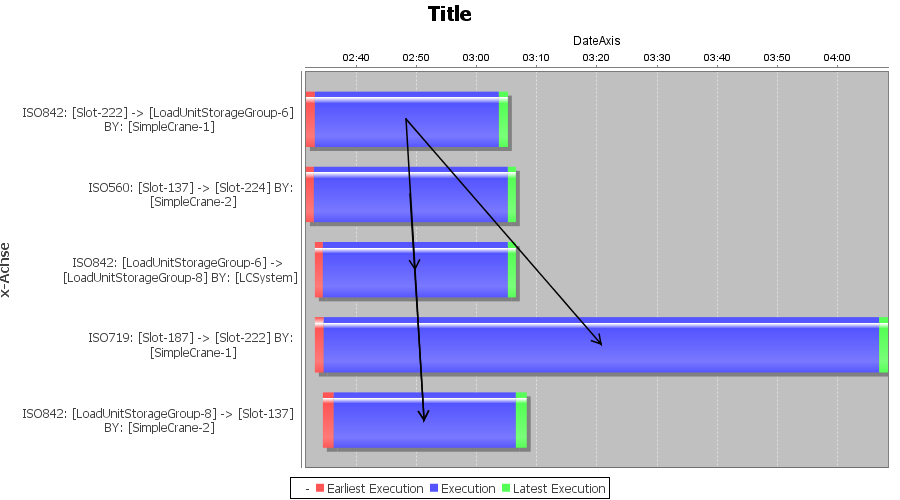 Title
DateAxis
02:40 02:50 03:00 03:10 03:20 03:30 03:40 03:50 04:00
x-Achse
ISO842: [Slot-222] -> [LoadUnitStorageGroup-6]
BY: [SimpleCrane-1]
ISO560: [Slot-137] -> [Slot-224] BY:
[SimpleCrane-2]
ISO842: [LoadUnitStorageGroup-6] ->
[LoadUnitStorageGroup-8] BY: [LCSystem]
ISO719: [Slot-187] -> [Slot-222] BY:
[SimpleCrane-1]
ISO842: [LoadUnitStorageGroup-8] -> [Slot-137]
BY: [SimpleCrane-2]
- Earliest Execution Execution Latest Execution